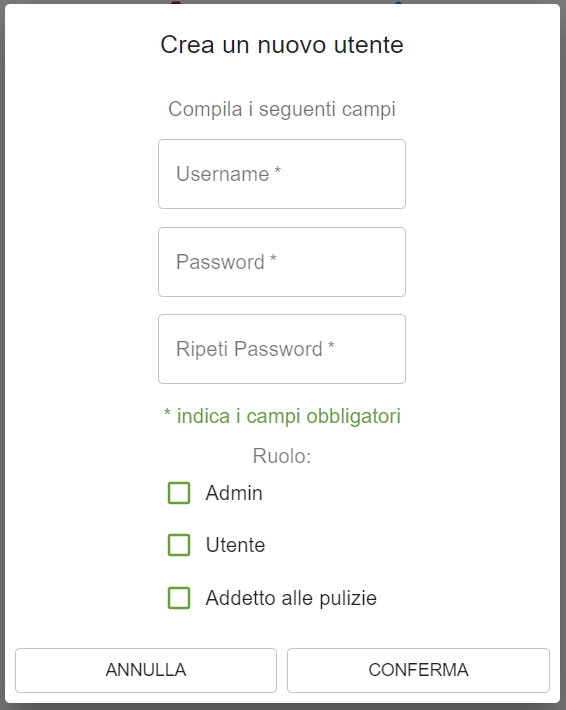 Crea un nuovo utente
Compila i seguenti campi
Username *
Password *
Ripeti Password *
* indica i campi obbligatori
Ruolo:
Admin
Utente
Addetto alle pulizie
ANNULLA
CONFERMA